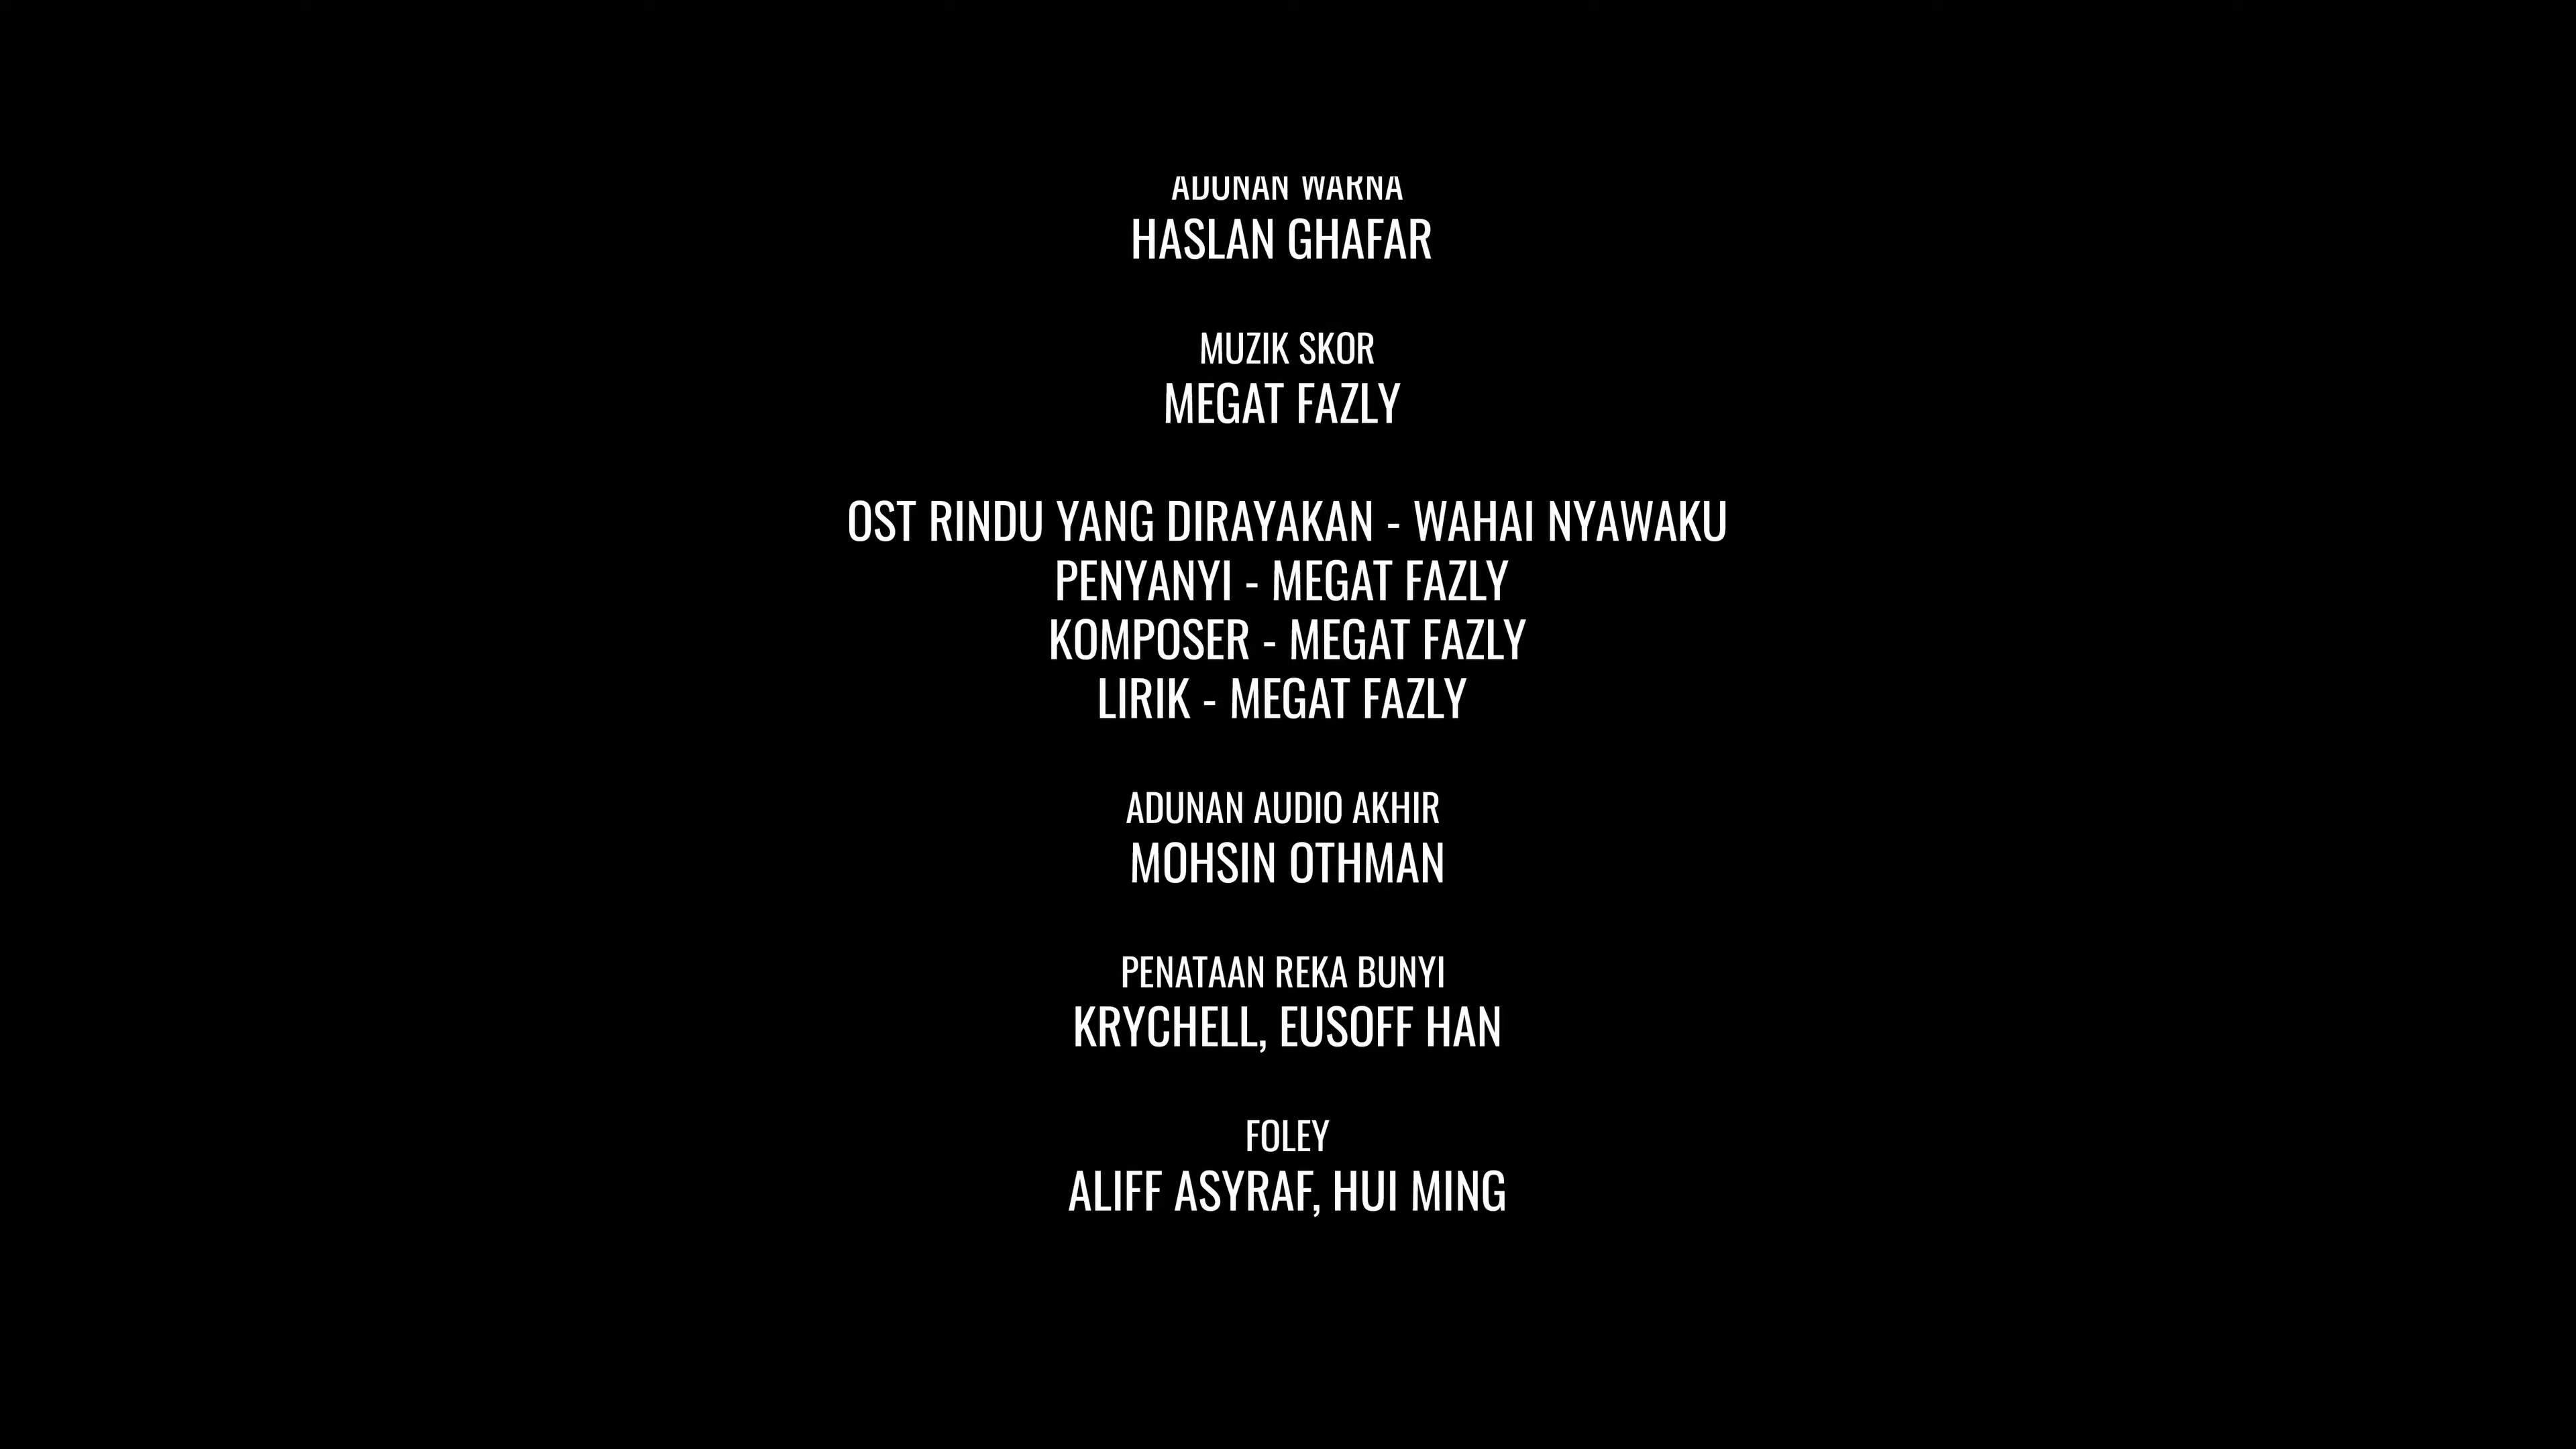 ADUNAN WARNA
HASLAN GHAFAR
MUZIK SKOR
MEGAT FAZLY
OST RINDU YANG DIRAYAKAN - WAHAI NYAWAKU
PENYANYI - MEGAT FAZLY
KOMPOSER - MEGAT FAZLY
LIRIK - MEGAT FAZLY
ADUNAN AUDIO AKHIR
MOHSIN OTHMAN
PENATAAN REKA BUNYI
KRYCHELL, EUSOFF HAN
FOLEY
ALIFF ASYRAF, HUI MING